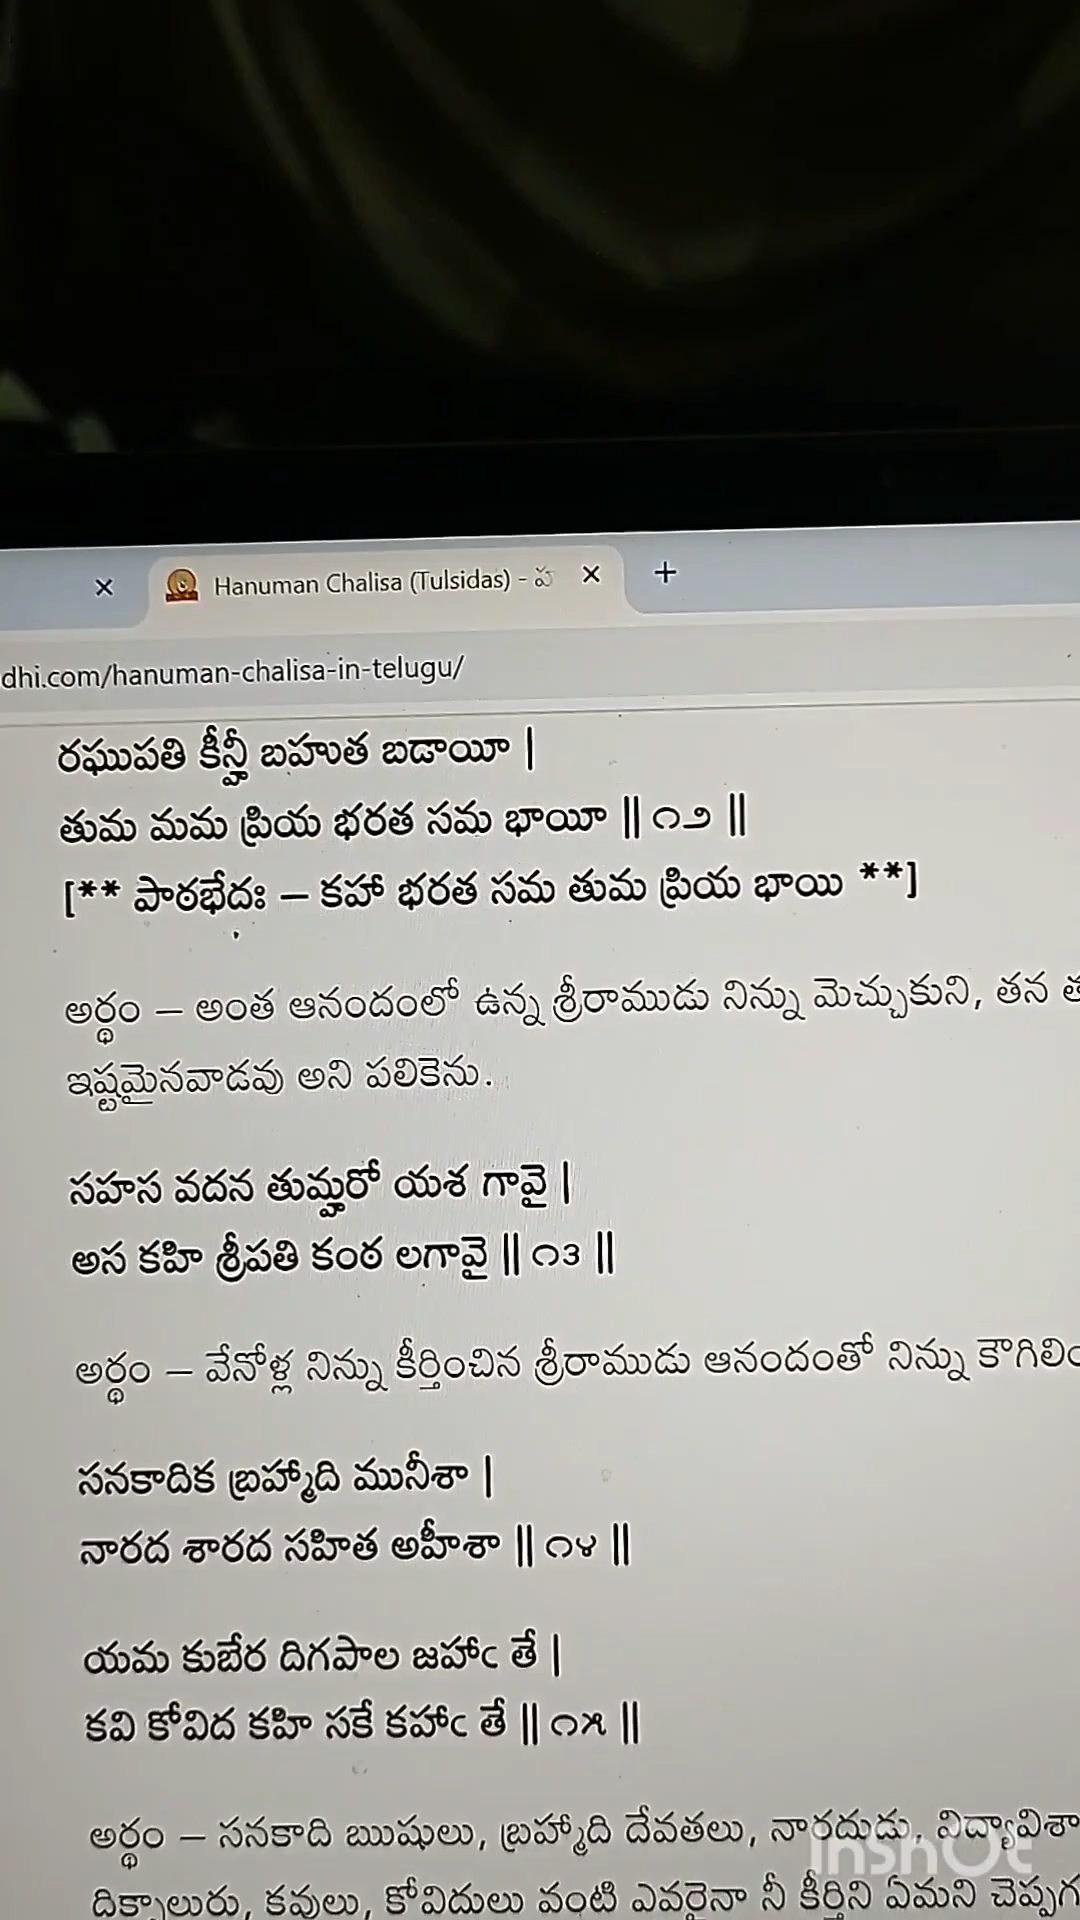 Hanuman Chalisa (Tulsidas) - హ
dhi.com/hanuman-chalisa-in-telugu/
రఘుపతి కీన్హీ బహుత బడాయీ |
తుమ మమ ప్రియ భరత సమ భాయీ || ౧౨ ||
[** పాఠభేదః – కహా భరత సమ తుమ ప్రియ భాయి **]
అర్థం – అంత ఆనందంలో ఉన్న శ్రీరాముడు నిన్ను మెచ్చుకుని, తన
ఇష్టమైనవాడవు అని పలికెను.
సహస వదన తుమ్హరో యశ గావై |
అస కహి శ్రీపతి కంఠ లగావై || ౧౩ ||
అర్థం – వేనోళ్ల నిన్ను కీర్తించిన శ్రీరాముడు ఆనందంతో నిన్ను
సనకాదిక బ్రహ్మాది మునీశా |
నారద శారద సహిత అహీశా || ౧౪ ||
యమ కుబేర దిగపాల జహాఁ తే |
కవి కోవిద కహి సకే కహాఁ తే || ౧౫ ||
అర్థం – సనకాది ఋషులు, బ్రహ్మాది దేవతలు, నారదుడు, విద్యావిశా
దిక్పాలురు, కవులు, కోవిదులు వంటి ఎవరైనా నీ కీర్తిని ఏమని చెప్పగ
InShOt